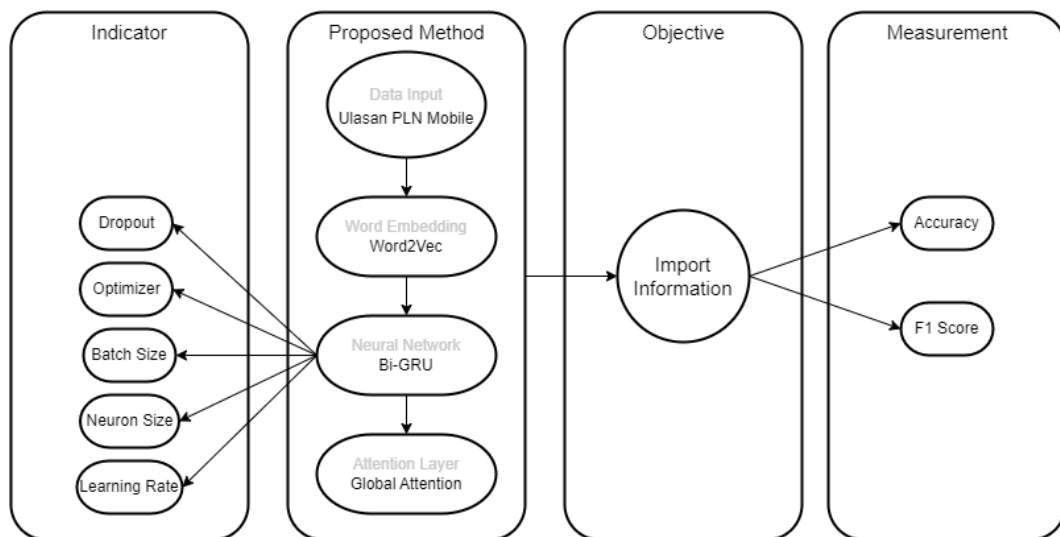 Indicator
Dropout
Optimizer
Batch Size
Neuron Size
Learning Rate
Proposed Method
Data Input
Ulasan PLN Mobile
Word Embedding
Word2Vec
Neural Network
Bi-GRU
Attention Layer
Global Attention
Objective
Import
Information
Measurement
Accuracy
F1 Score